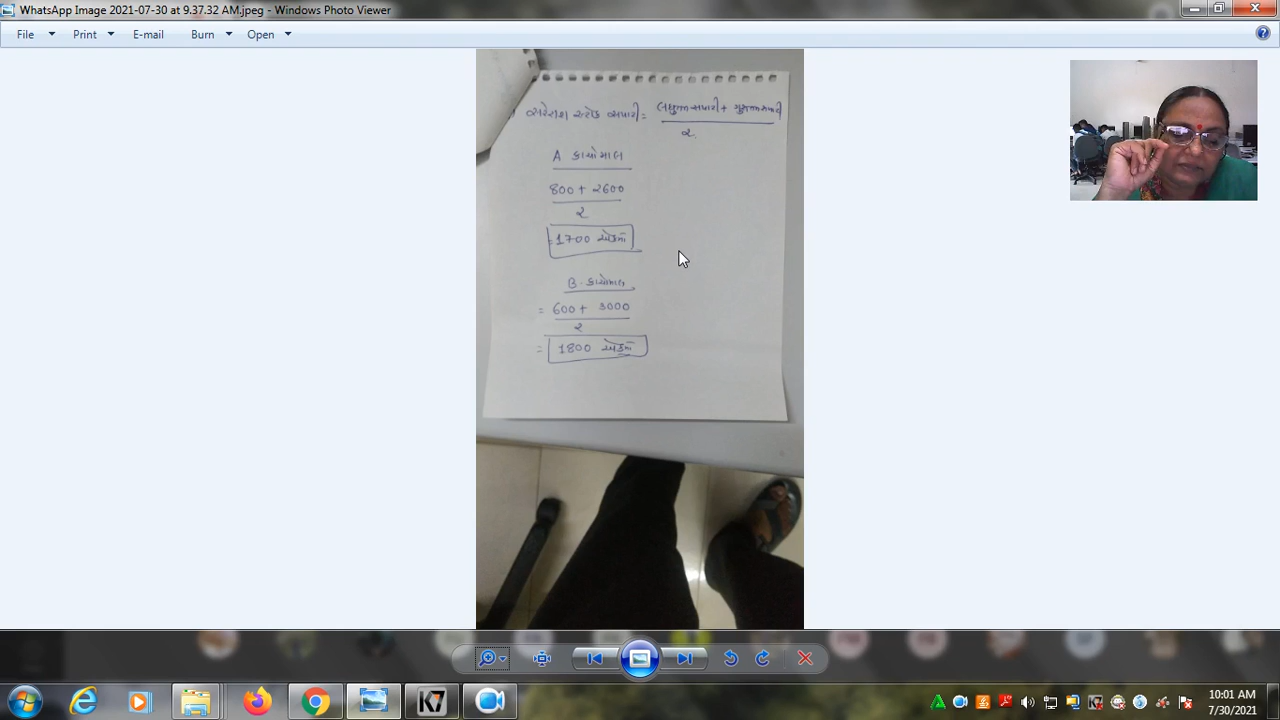 WhatsApp Image 2021-07-30 at 9.37.32 AM.jpeg - Windows Photo Viewer
File Print E-mail Burn Open
સરેરાશ સ્ટોક સપાટી = લઘુત્તમ સપાટી + ગુરુત્તમ સપાટી
૨
A કાચોમાલ
800 + 2600
૨
= 1700 એકમો
B. કાચોમાલ
= 600 + 3000
૨
= 1800 એકમો
K7
10:01 AM
7/30/2021